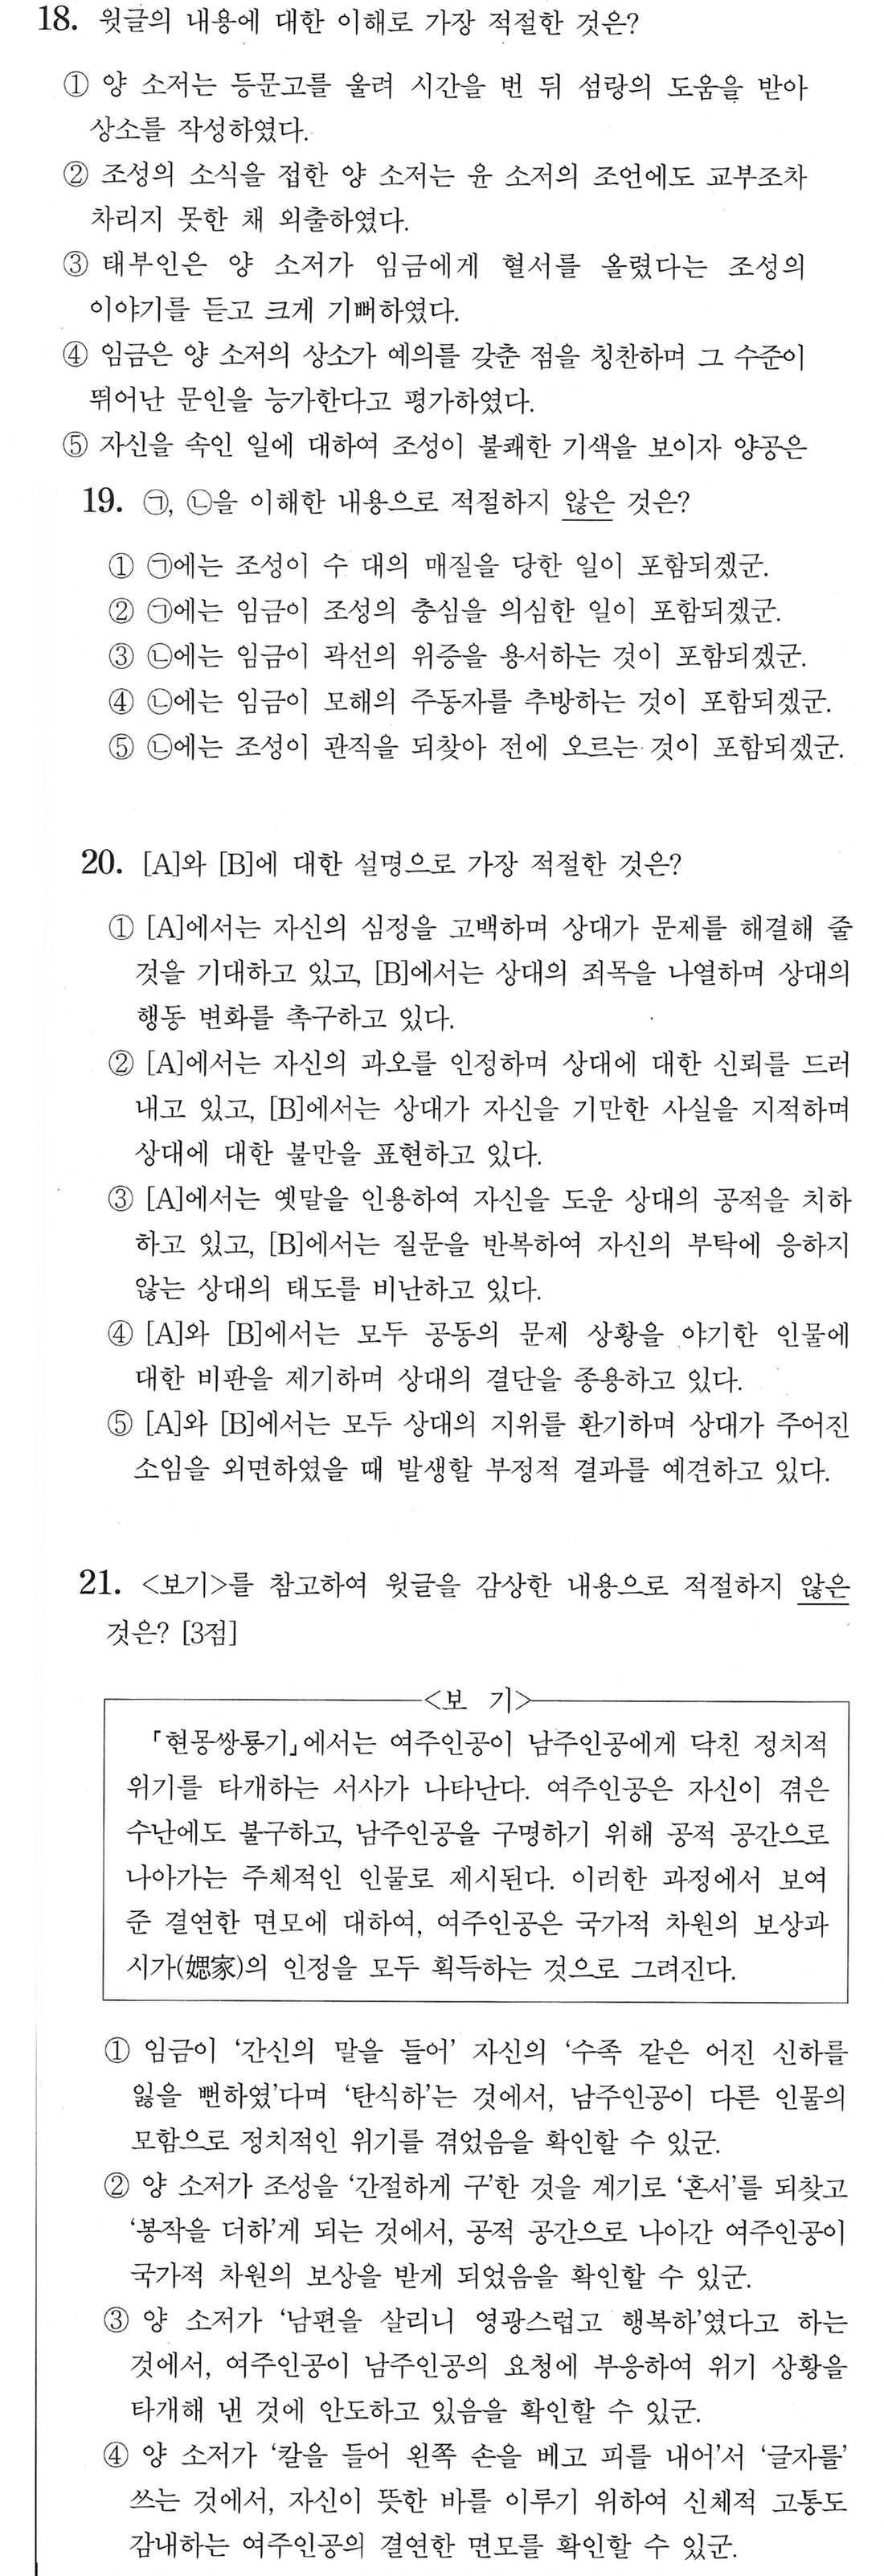 18. 윗글의 내용에 대한 이해로 가장 적절한 것은?
① 양 소저는 등문고를 울려 시간을 번 뒤 섬랑의 도움을 받아
상소를 작성하였다.
② 조성의 소식을 접한 양 소저는 윤 소저의 조언에도 교부조차
차리지 못한 채 외출하였다.
③ 태부인은 양 소저가 임금에게 혈서를 올렸다는 조성의
이야기를 듣고 크게 기뻐하였다.
④ 임금은 양 소저의 상소가 예의를 갖춘 점을 칭찬하며 그 수준이
뛰어난 문인을 능가한다고 평가하였다.
⑤ 자신을 속인 일에 대하여 조성이 불쾌한 기색을 보이자 양공은
19. ㉠, ㉡을 이해한 내용으로 적절하지 않은 것은?
① ㉠에는 조성이 수 대의 매질을 당한 일이 포함되겠군.
② ㉠에는 임금이 조성의 충심을 의심한 일이 포함되겠군.
③ ㉡에는 임금이 곽선의 위증을 용서하는 것이 포함되겠군.
④ ㉡에는 임금이 모해의 주동자를 추방하는 것이 포함되겠군.
⑤ ㉡에는 조성이 관직을 되찾아 전에 오르는 것이 포함되겠군.
20. [A]와 [B]에 대한 설명으로 가장 적절한 것은?
① [A]에서는 자신의 심정을 고백하며 상대가 문제를 해결해 줄
것을 기대하고 있고, [B]에서는 상대의 죄목을 나열하며 상대의
행동 변화를 촉구하고 있다.
② [A]에서는 자신의 과오를 인정하며 상대에 대한 신뢰를 드러
내고 있고, [B]에서는 상대가 자신을 기만한 사실을 지적하며
상대에 대한 불만을 표현하고 있다.
③ [A]에서는 옛말을 인용하여 자신을 도운 상대의 공적을 치하
하고 있고, [B]에서는 질문을 반복하여 자신의 부탁에 응하지
않는 상대의 태도를 비난하고 있다.
④ [A]와 [B]에서는 모두 공동의 문제 상황을 야기한 인물에
대한 비판을 제기하며 상대의 결단을 종용하고 있다.
⑤ [A]와 [B]에서는 모두 상대의 지위를 환기하며 상대가 주어진
소임을 외면하였을 때 발생할 부정적 결과를 예견하고 있다.
21. <보기>를 참고하여 윗글을 감상한 내용으로 적절하지 않은
것은? [3점]
<보 기>
「현몽쌍룡기」에서는 여주인공이 남주인공에게 닥친 정치적
위기를 타개하는 서사가 나타난다. 여주인공은 자신이 겪은
수난에도 불구하고, 남주인공을 구명하기 위해 공적 공간으로
나아가는 주체적인 인물로 제시된다. 이러한 과정에서 보여
준 결연한 면모에 대하여, 여주인공은 국가적 차원의 보상과
시가(媤家)의 인정을 모두 획득하는 것으로 그려진다.
① 임금이 ‘간신의 말을 들어’ 자신의 ‘수족 같은 어진 신하를
잃을 뻔하였’다며 ‘탄식하’는 것에서, 남주인공이 다른 인물의
모함으로 정치적인 위기를 겪었음을 확인할 수 있군.
② 양 소저가 조성을 ‘간절하게 구’한 것을 계기로 ‘혼서’를 되찾고
‘봉작을 더하’게 되는 것에서, 공적 공간으로 나아간 여주인공이
국가적 차원의 보상을 받게 되었음을 확인할 수 있군.
③ 양 소저가 ‘남편을 살리니 영광스럽고 행복하’였다고 하는
것에서, 여주인공이 남주인공의 요청에 부응하여 위기 상황을
타개해 낸 것에 안도하고 있음을 확인할 수 있군.
④ 양 소저가 ‘칼을 들어 왼쪽 손을 베고 피를 내어’서 ‘글자를’
쓰는 것에서, 자신이 뜻한 바를 이루기 위하여 신체적 고통도
감내하는 여주인공의 결연한 면모를 확인할 수 있군.